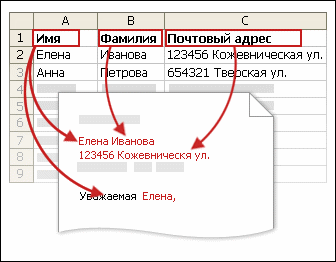 A B C
1 Имя Фамилия Почтовый адрес
2 Елена Иванова 123456 Кожевническая ул.
3 Анна Петрова 654321 Тверская ул.
4
5
6
7
8
9
Елена Иванова
123456 Кожевническя ул.
Уважаемая Елена,